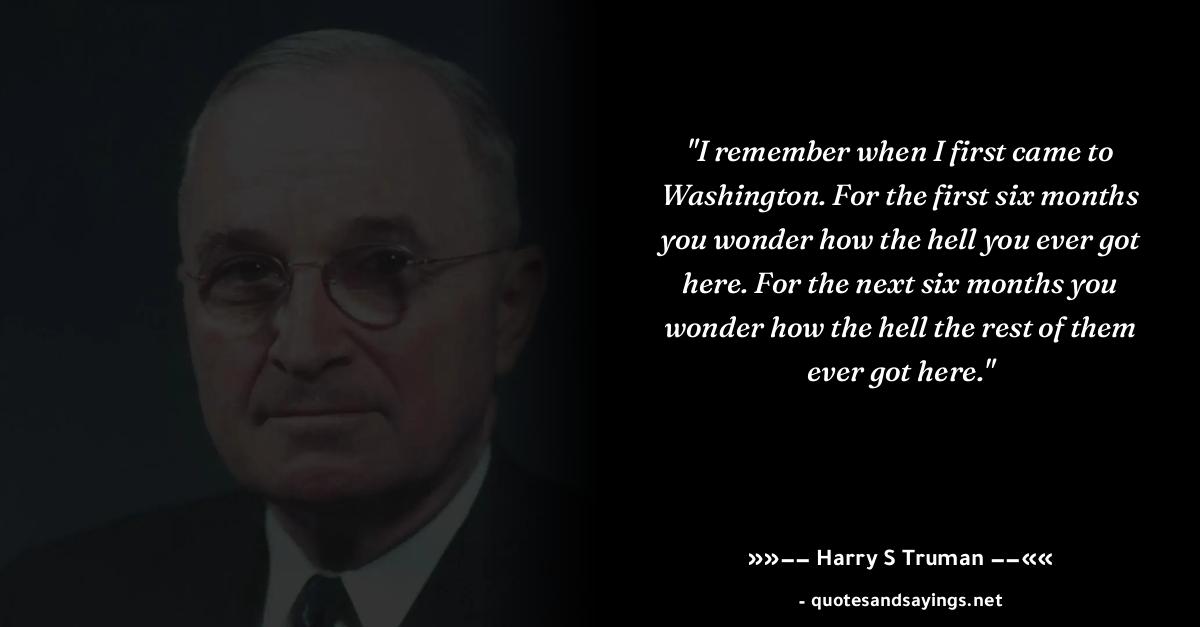 "I remember when I first came to
Washington. For the first six months
you wonder how the hell you ever got
here. For the next six months you
wonder how the hell the rest of them
ever got here."
»»−− Harry S Truman −−««
- quotesandsayings.net